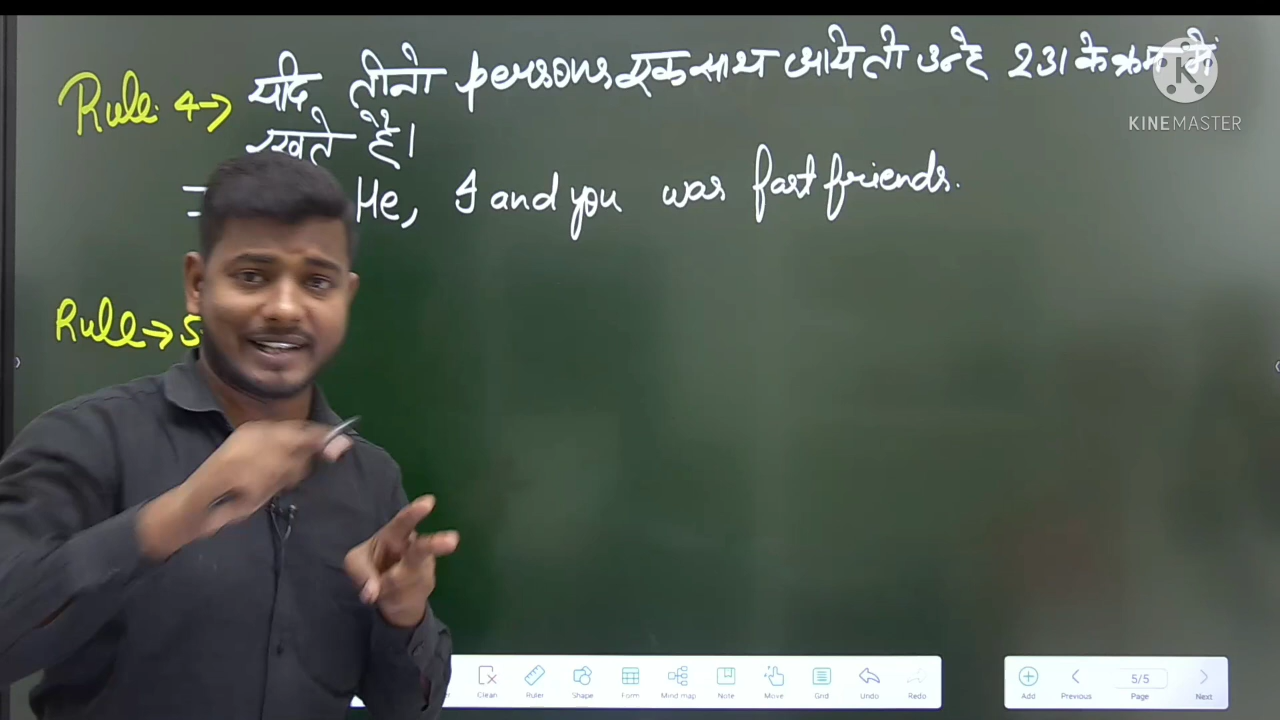 Rule. 4→ यदि तीनो persons एक साथ आये तो उन्हे 231 के क्रम में
रखते है।
He, I and you was fast friends.
Rule→5
K
KINEMASTER
Clean Ruler Shape Form Mind map Note Move Grid Undo Redo
Add Previous 5/5 Page Next